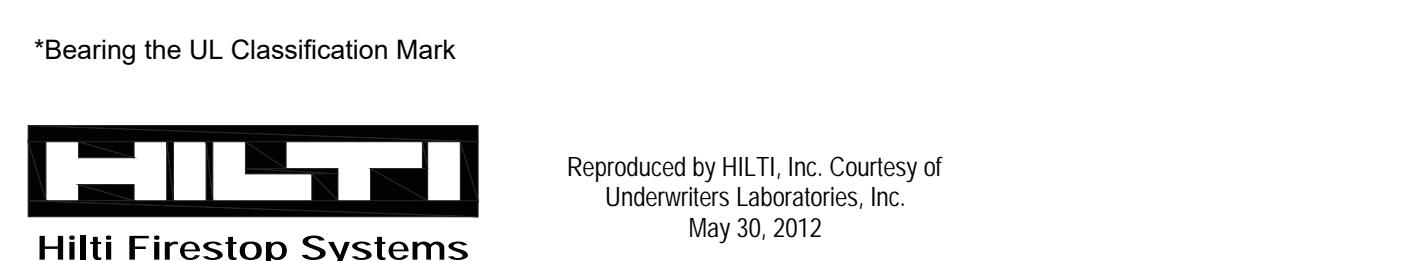 *Bearing the UL Classification Mark
HILTI
Hilti Firestop Systems
Reproduced by HILTI, Inc. Courtesy of
Underwriters Laboratories, Inc.
May 30, 2012